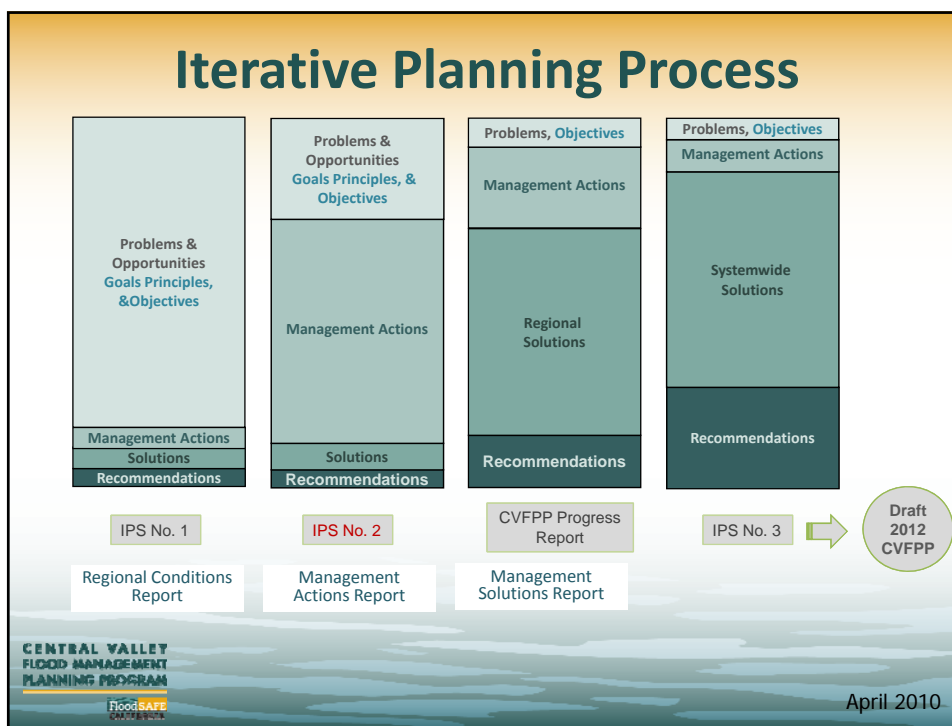 Iterative Planning Process
Problems &
Opportunities
Goals Principles,
&Objectives
Management Actions
Solutions
Recommendations
Problems &
Opportunities
Goals Principles, &
Objectives
Management Actions
Solutions
Recommendations
Problems, Objectives
Management Actions
Regional
Solutions
Recommendations
Problems, Objectives
Management Actions
Systemwide
Solutions
Recommendations
IPS No. 1
IPS No. 2
CVFPP Progress
Report
IPS No. 3
Draft
2012
CVFPP
Regional Conditions
Report
Management
Actions Report
Management
Solutions Report
CENTRAL VALLEY
FLOOD MANAGEMENT
PLANNING PROGRAM
FloodSAFE
CALIFORNIA
April 2010